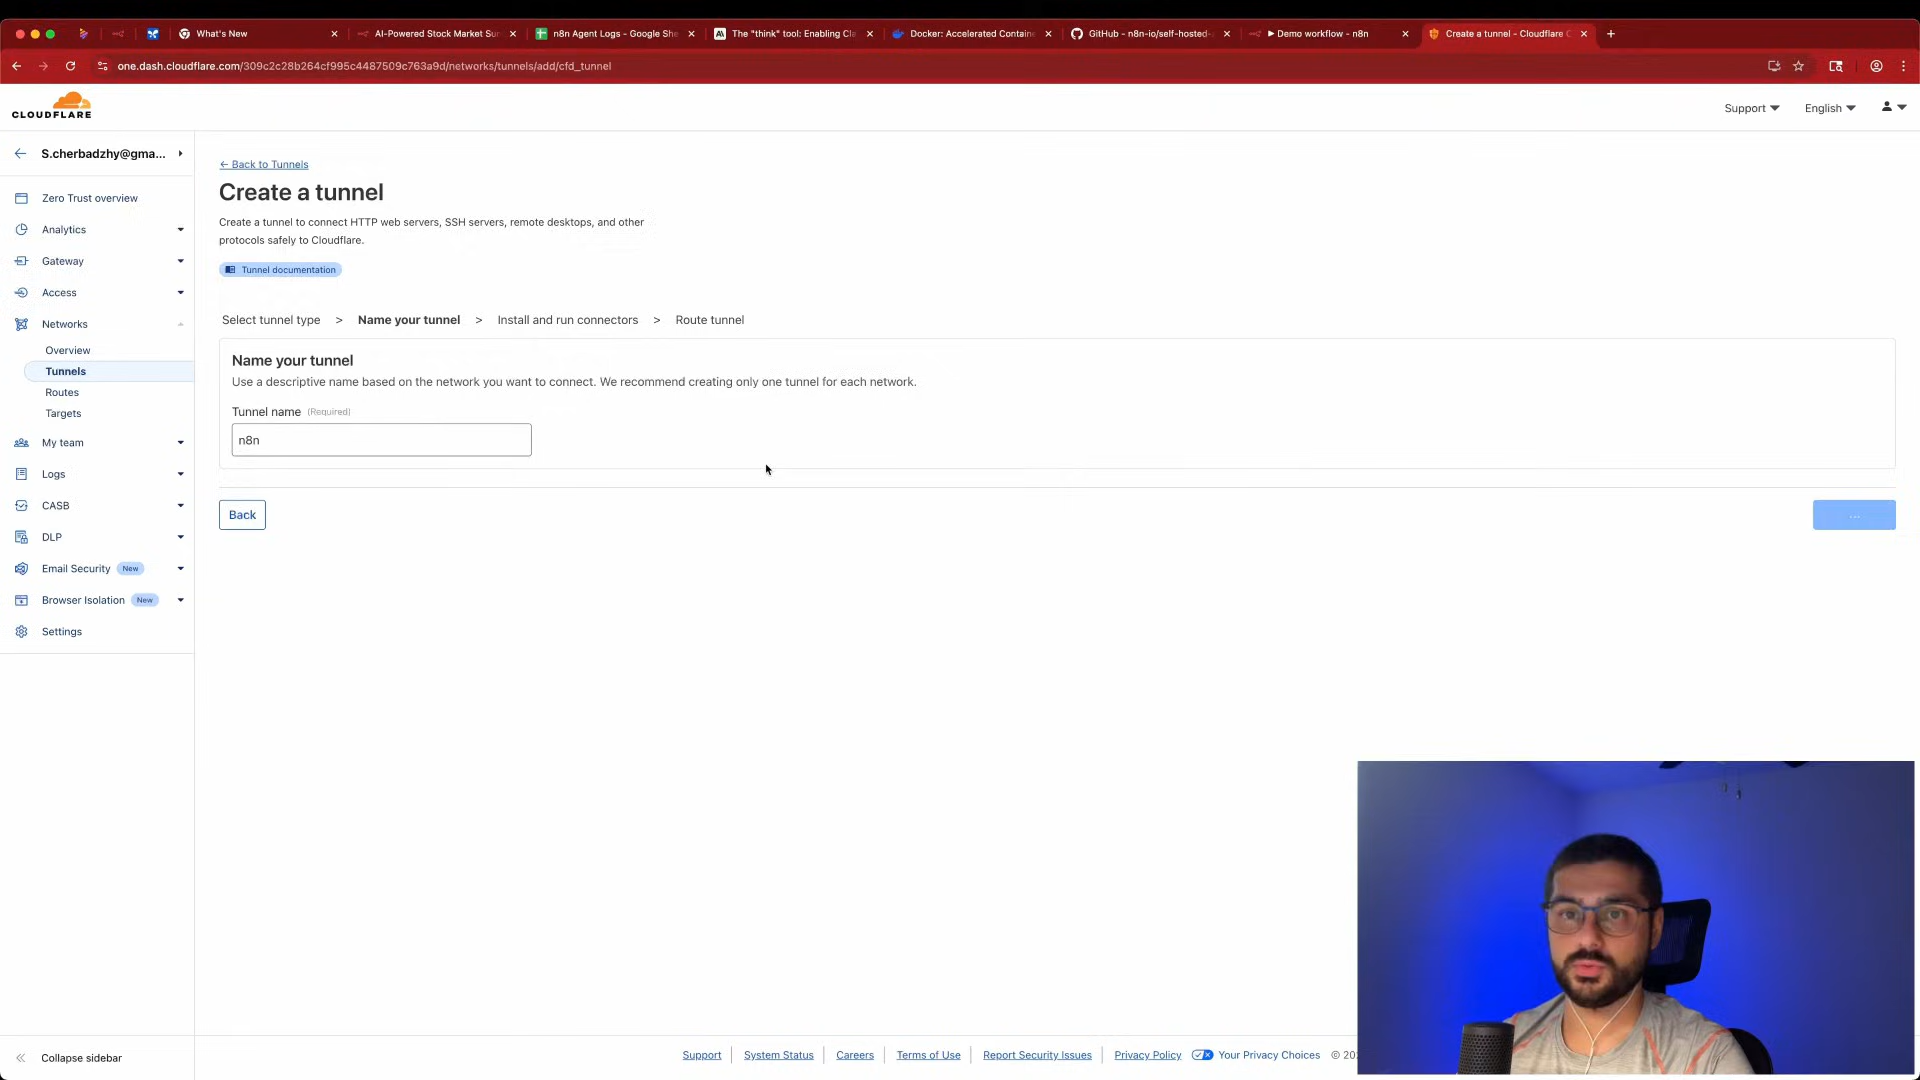 What's New
AI-Powered Stock Market Su
n8n Agent Logs - Google She
The "think" tool: Enabling Cla
Docker: Accelerated Containe
GitHub - n8n-io/self-hosted-
▶ Demo workflow - n8n
Create a tunnel - Cloudflare
one.dash.cloudflare.com/309c2c28b264cf995c4487509c763a9d/networks/tunnels/add/cfd_tunnel
CLOUDFLARE
Support
English
S.cherbadzhy@gma...
Zero Trust overview
Analytics
Gateway
Access
Networks
Overview
Tunnels
Routes
Targets
My team
Logs
CASB
DLP
Email Security New
Browser Isolation New
Settings
Collapse sidebar
← Back to Tunnels
Create a tunnel
Create a tunnel to connect HTTP web servers, SSH servers, remote desktops, and other
protocols safely to Cloudflare.
Tunnel documentation
Select tunnel type > Name your tunnel > Install and run connectors > Route tunnel
Name your tunnel
Use a descriptive name based on the network you want to connect. We recommend creating only one tunnel for each network.
Tunnel name (Required)
n8n
Back
...
Support
System Status
Careers
Terms of Use
Report Security Issues
Privacy Policy
Your Privacy Choices
© 20